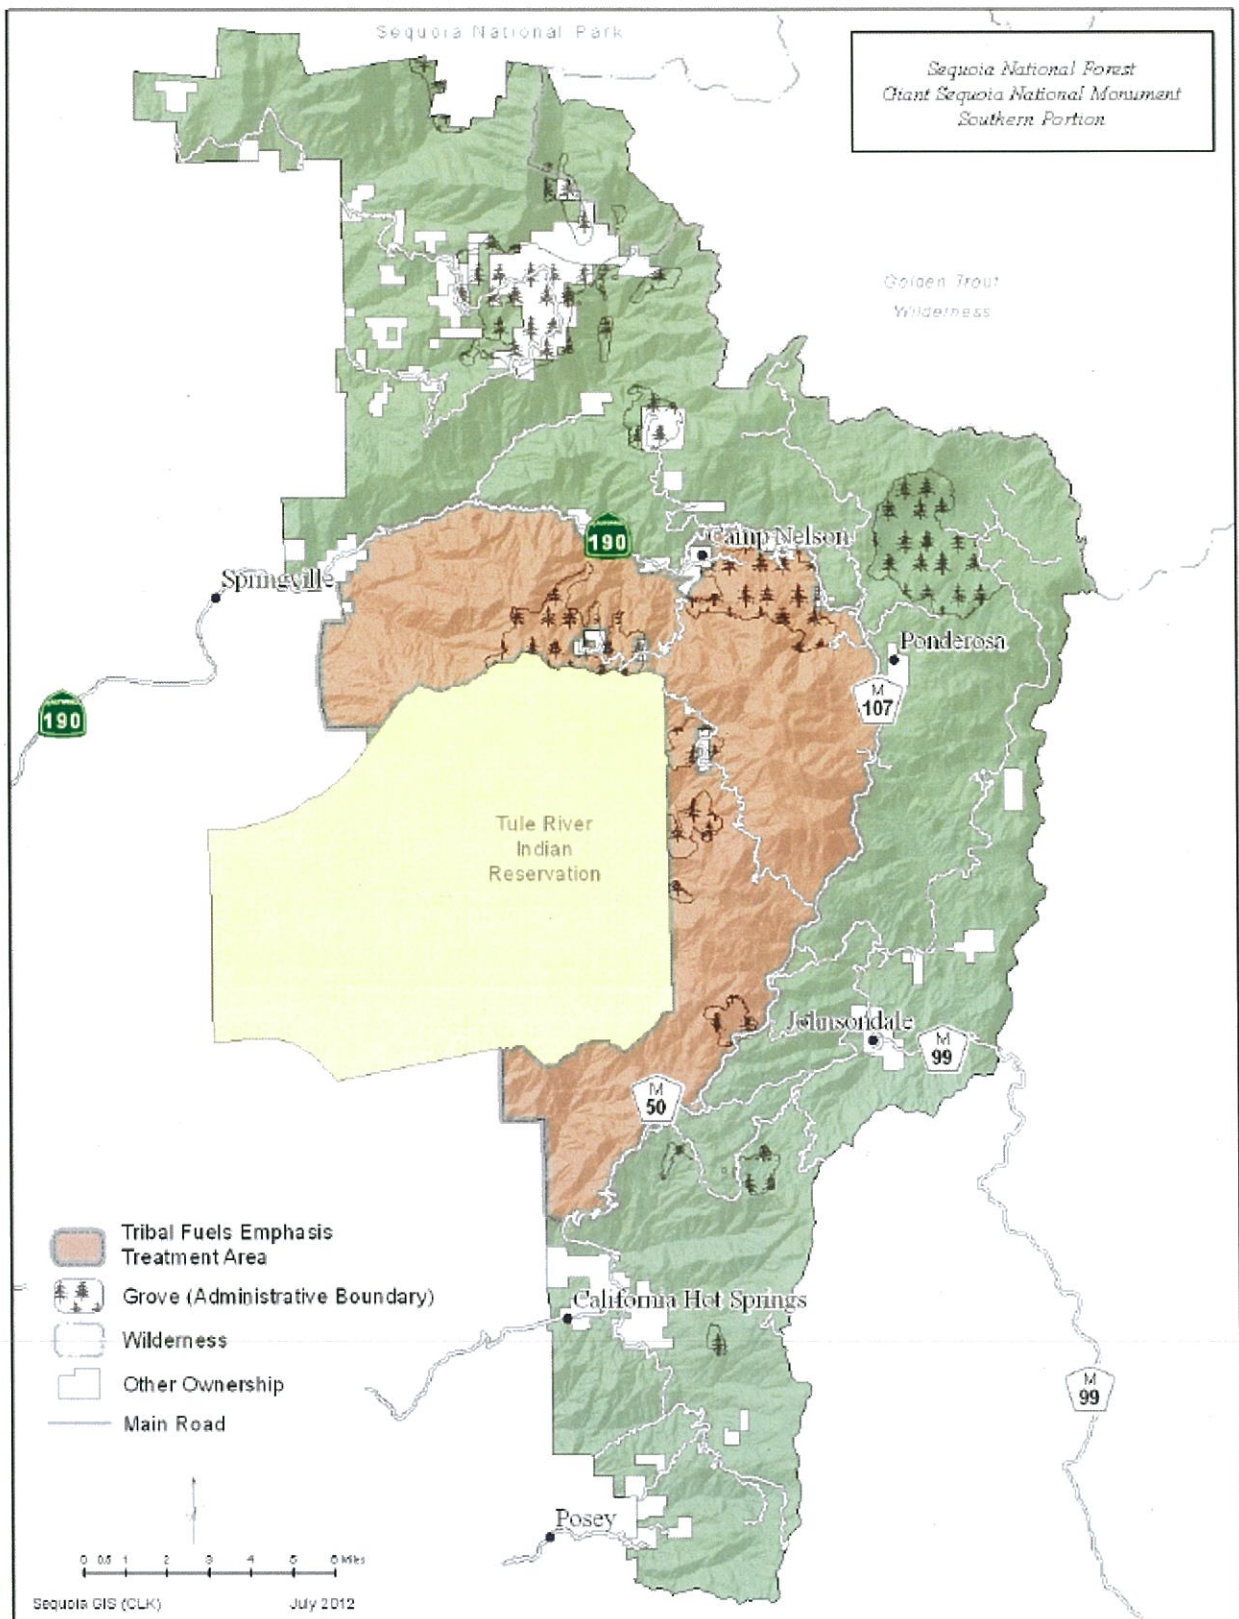 Sequoia National Park
Sequoia National Forest
Giant Sequoia National Monument
Southern Portion
Golden Trout
Wilderness
190
Camp Nelson
Springville
Ponderosa
190
M
107
Tule River
Indian
Reservation
Johnsondale
M
99
M
50
Tribal Fuels Emphasis
Treatment Area
Grove (Administrative Boundary)
California Hot Springs
Wilderness
Other Ownership
M
99
Main Road
Posey
0 0.5 1 2 3 4 5 6 Miles
Sequoia GIS (CLK) July 2012